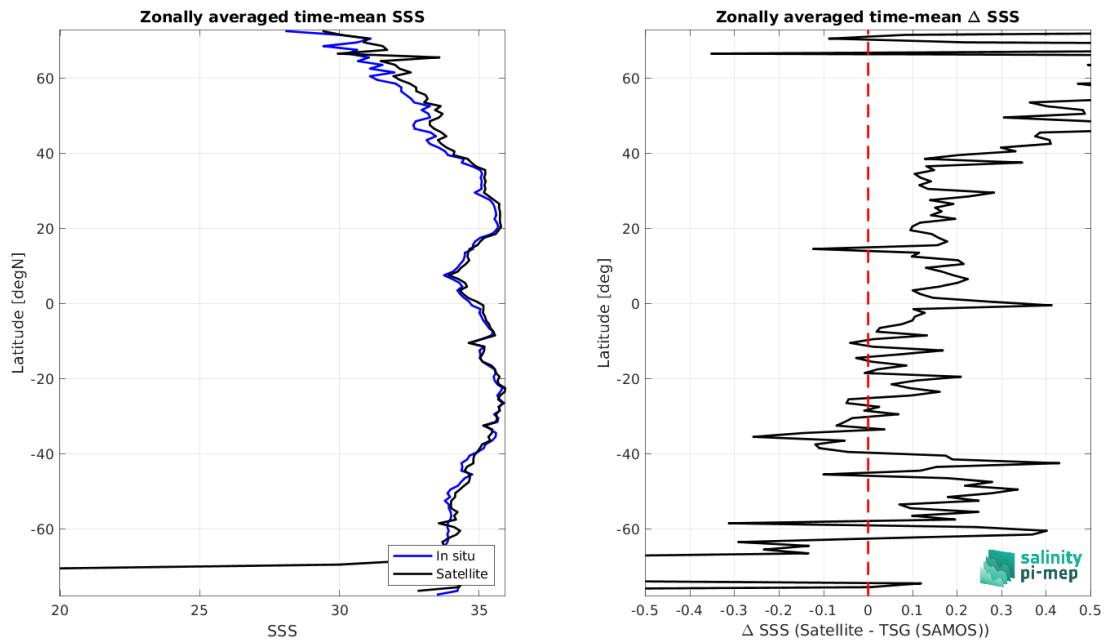 Zonally averaged time-mean SSS
60
40
20
0
-20
-40
-60
Latitude [degN]
In situ
Satellite
20
25
30
35
SSS
Zonally averaged time-mean Δ SSS
60
40
20
0
-20
-40
-60
Latitude [deg]
salinity
pi-mep
-0.5
-0.4
-0.3
-0.2
-0.1
0
0.1
0.2
0.3
0.4
0.5
Δ SSS (Satellite - TSG (SAMOS))